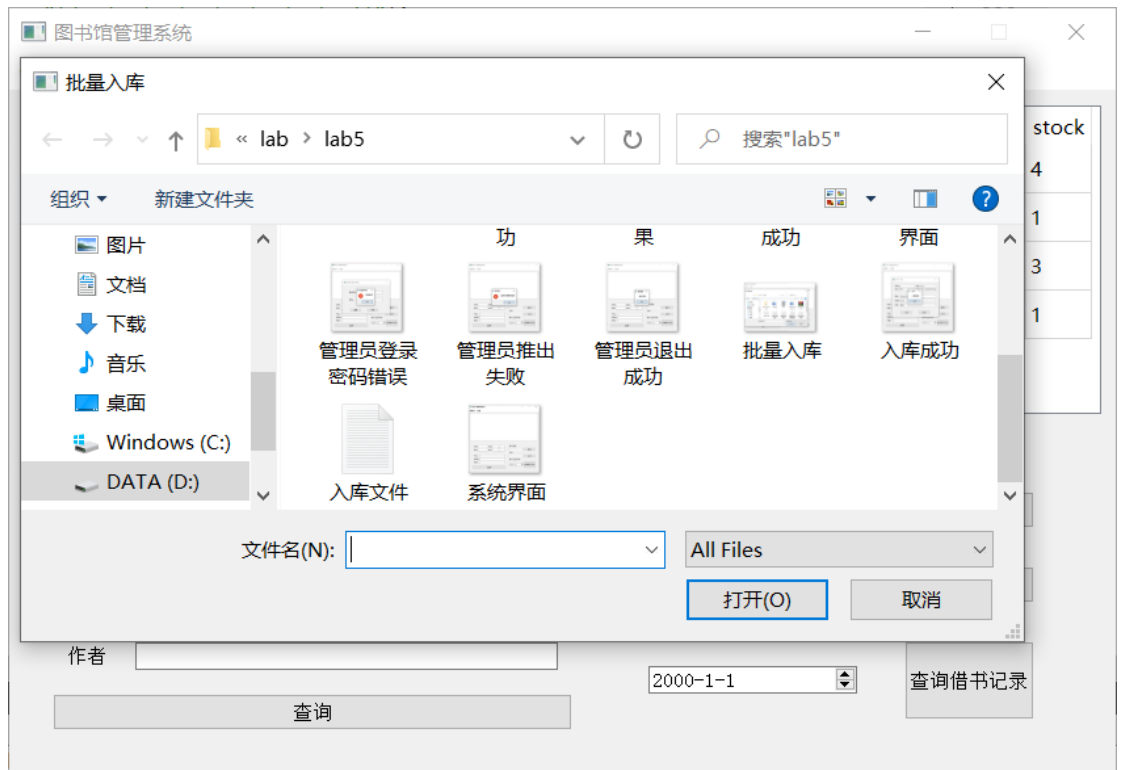 图书馆管理系统
批量入库
« lab > lab5
搜索"lab5"
stock
4
1
3
1
组织
新建文件夹
?
图片
文档
下载
音乐
桌面
Windows (C:)
DATA (D:)
功
果
成功
界面
管理员登录
密码错误
管理员推出
失败
管理员退出
成功
批量入库
入库成功
入库文件
系统界面
文件名(N):
All Files
打开(O)
取消
作者
2000-1-1
查询借书记录
查询